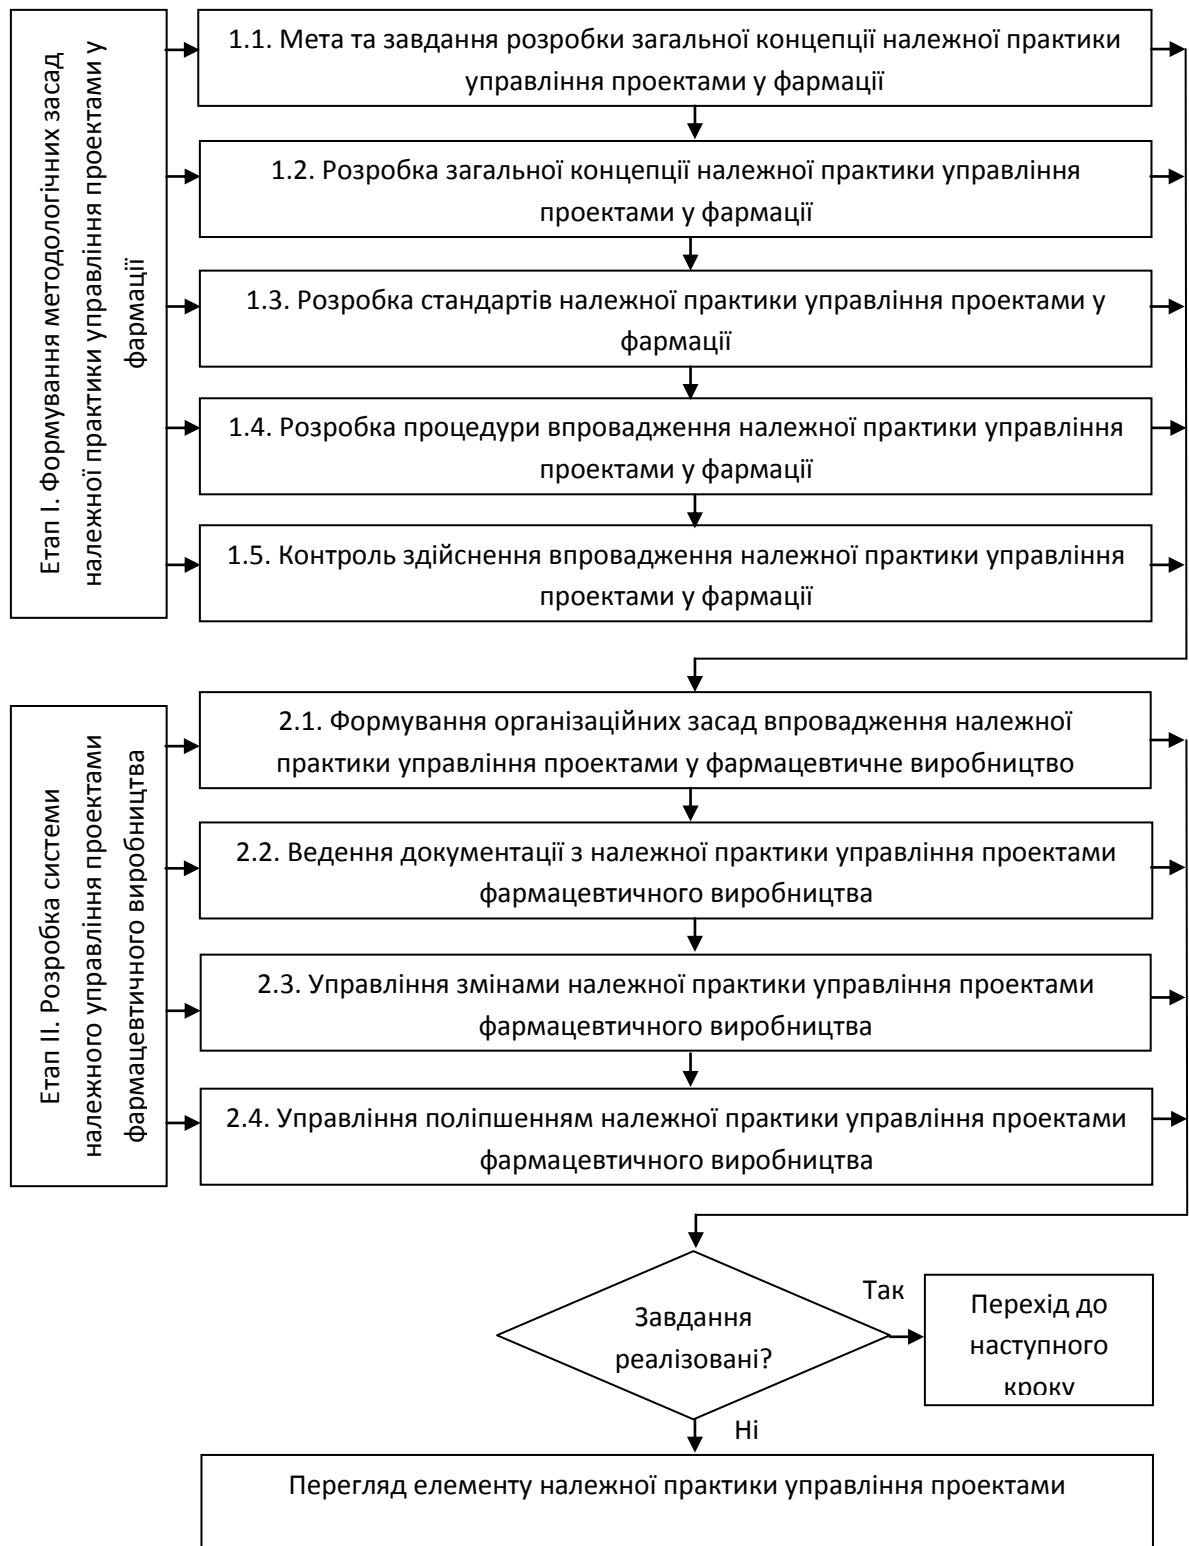 Етап І. Формування методологічних засад
належної практики управління проектами у
фармації
1.1. Мета та завдання розробки загальної концепції належної практики
управління проектами у фармації
1.2. Розробка загальної концепції належної практики управління
проектами у фармації
1.3. Розробка стандартів належної практики управління проектами у
фармації
1.4. Розробка процедури впровадження належної практики управління
проектами у фармації
1.5. Контроль здійснення впровадження належної практики управління
проектами у фармації
Етап ІІ. Розробка системи
належного управління проектами
фармацевтичного виробництва
2.1. Формування організаційних засад впровадження належної
практики управління проектами у фармацевтичне виробництво
2.2. Ведення документації з належної практики управління проектами
фармацевтичного виробництва
2.3. Управління змінами належної практики управління проектами
фармацевтичного виробництва
2.4. Управління поліпшенням належної практики управління проектами
фармацевтичного виробництва
Завдання
реалізовані?
Так
Перехід до
наступного
кроку
Ні
Перегляд елементу належної практики управління проектами